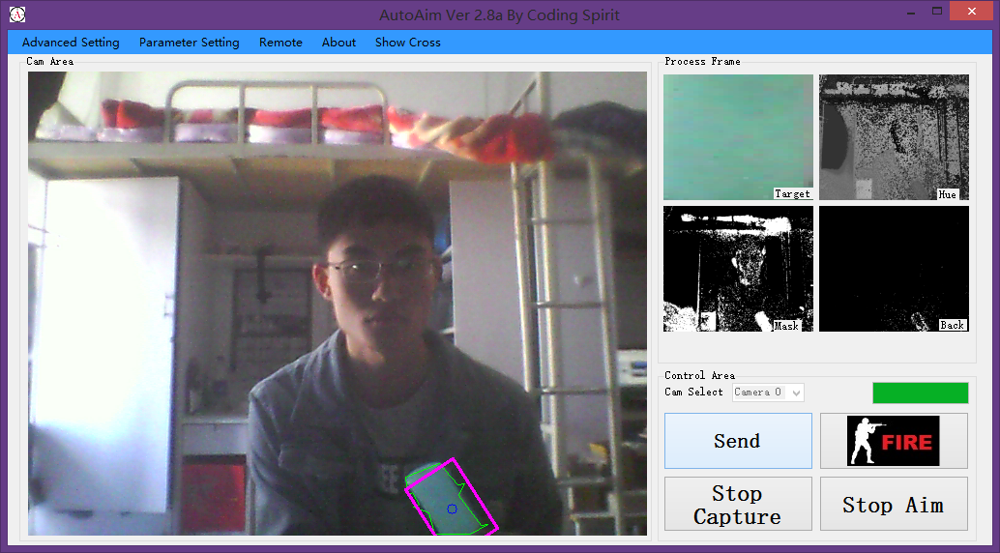 AutoAim Ver 2.8a By Coding Spirit
Advanced Setting Parameter Setting Remote About Show Cross
Cam Area
Process Frame
Target
Hue
Mask
Back
Control Area
Cam Select Camera 0
Send
FIRE
Stop
Capture
Stop Aim